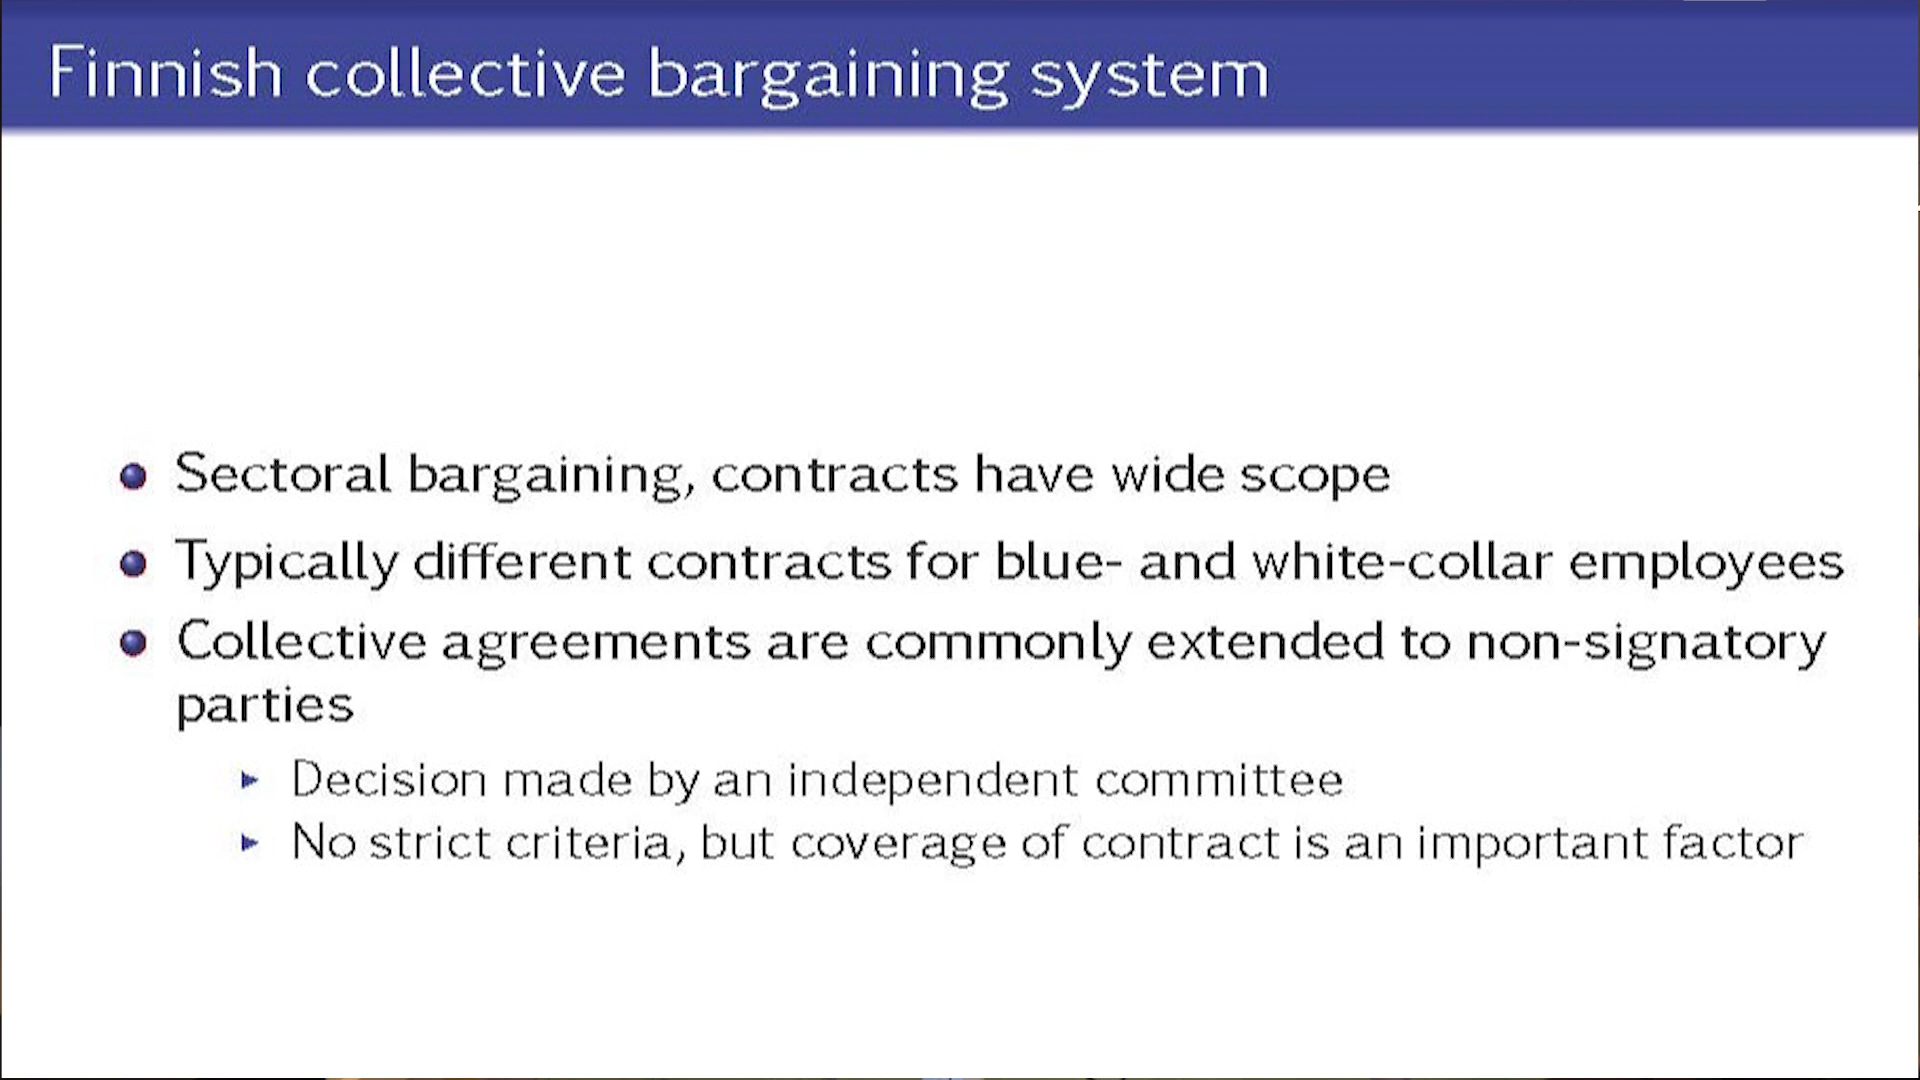 Finnish collective bargaining system
Sectoral bargaining, contracts have wide scope
Typically different contracts for blue- and white-collar employees
Collective agreements are commonly extended to non-signatory
parties
Decision made by an independent committee
No strict criteria, but coverage of contract is an important factor